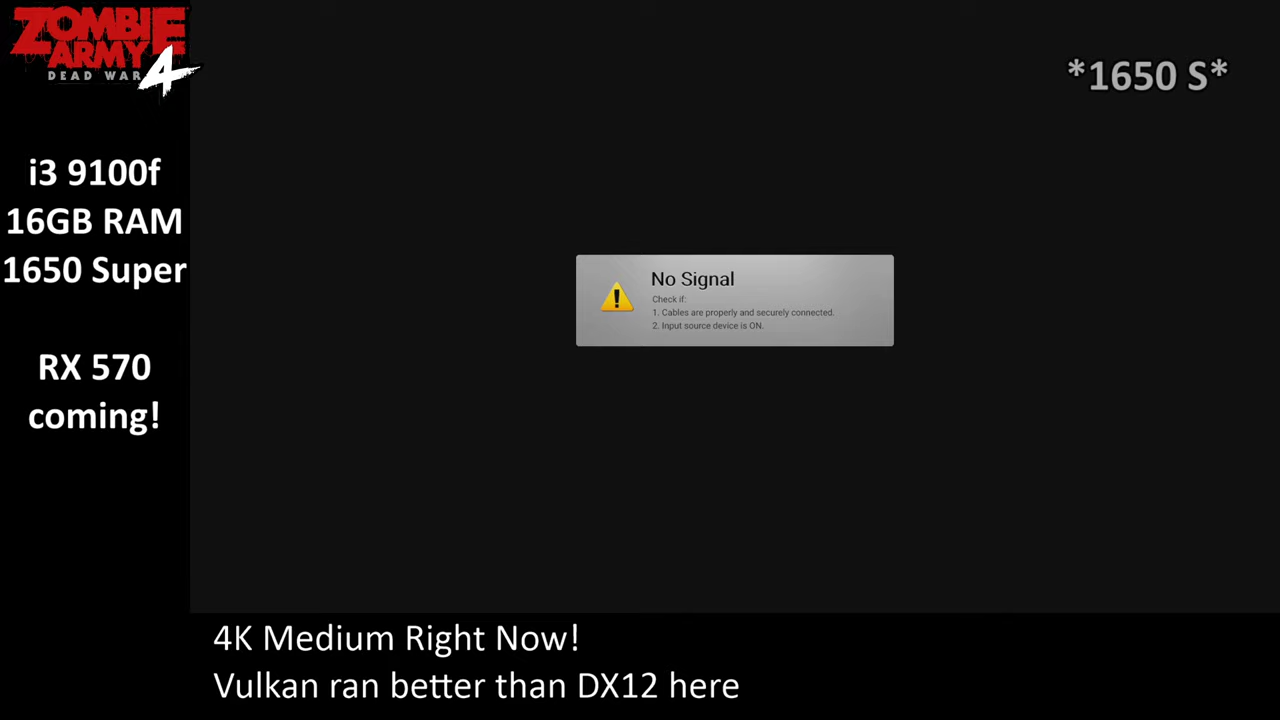 ZOMBIE
ARMY 4
DEAD WAR
*1650 S*
i3 9100f
16GB RAM
1650 Super
RX 570
coming!
No Signal
Check if:
1. Cables are properly and securely connected.
2. Input source device is ON.
4K Medium Right Now!
Vulkan ran better than DX12 here